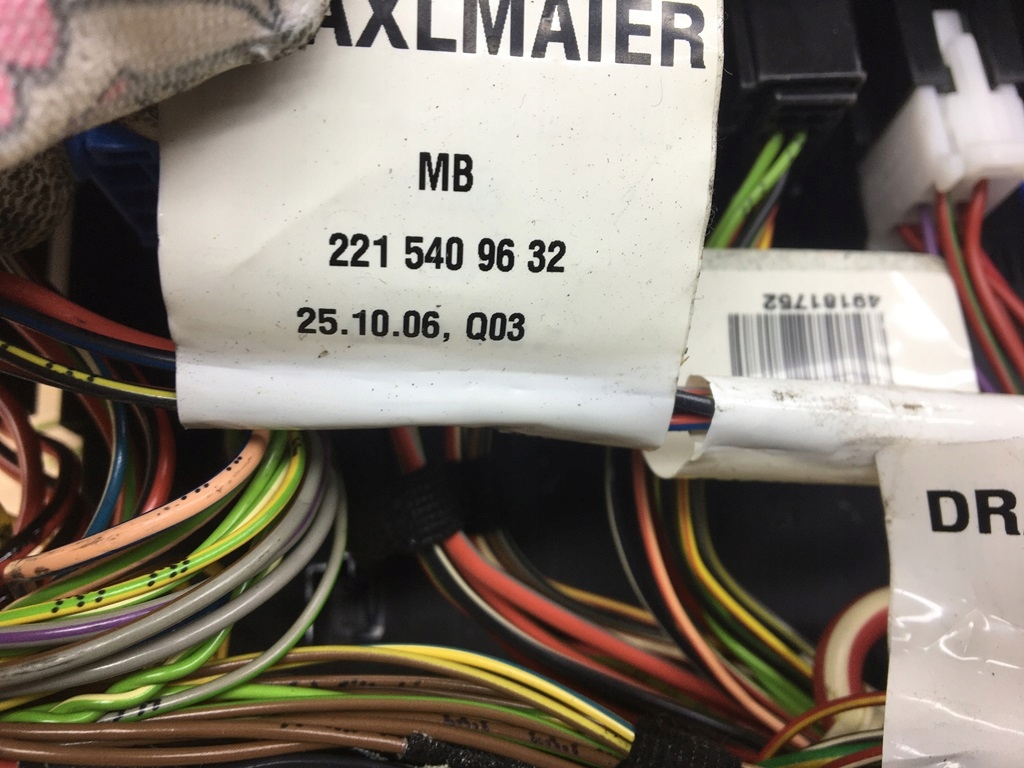 AXLMAIER
MB
221 540 96 32
25.10.06, Q03
49181752
DR